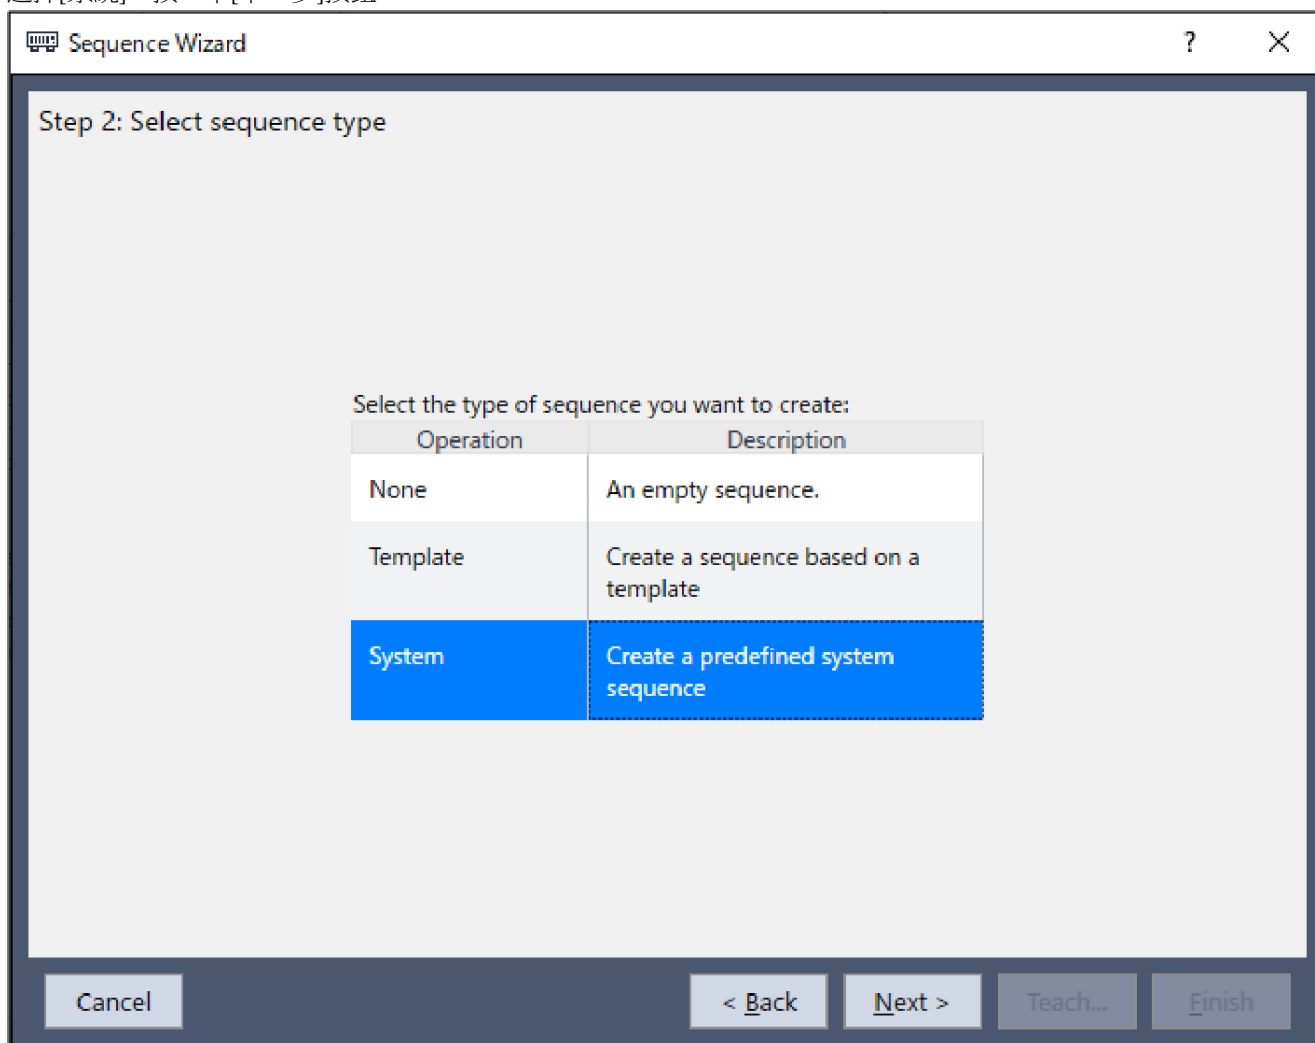 Sequence Wizard
?
Step 2: Select sequence type
Select the type of sequence you want to create:
Operation Description
None An empty sequence.
Template Create a sequence based on a
template
System Create a predefined system
sequence
Cancel < Back Next > Teach... Finish